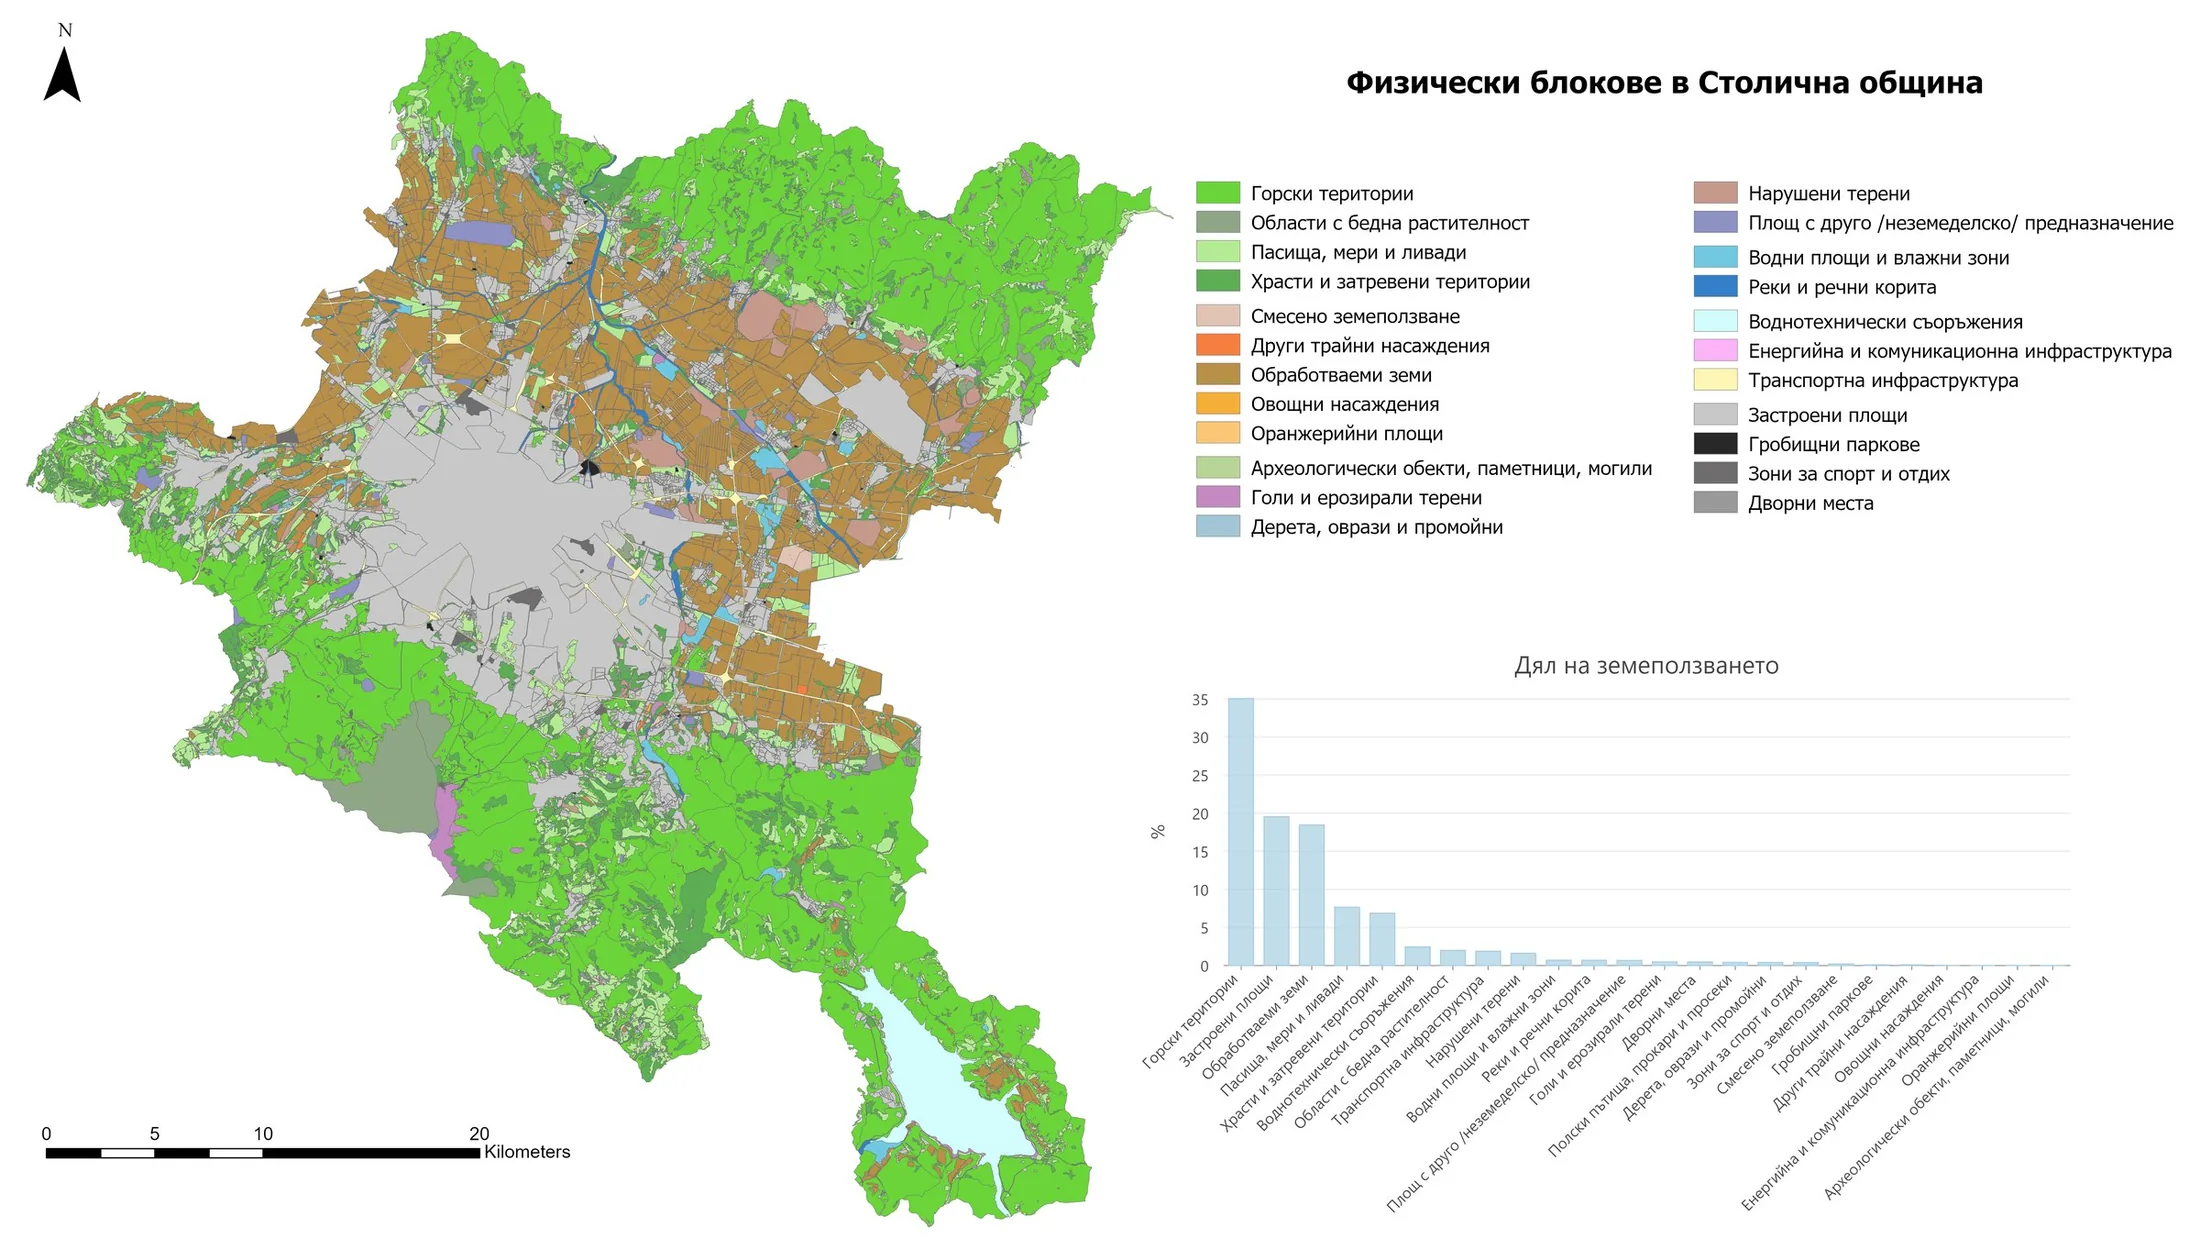 N
Физически блокове в Столична община
Горски територии
Области с бедна растителност
Пасища, мери и ливади
Храсти и затревени територии
Смесено земеползване
Други трайни насаждения
Обработваеми земи
Овощни насаждения
Оранжерийни площи
Археологически обекти, паметници, могили
Голи и ерозирали терени
Дерета, оврази и промойни
Нарушени терени
Площ с друго /неземеделско/ предназначение
Водни площи и влажни зони
Реки и речни корита
Воднотехнически съоръжения
Енергийна и комуникационна инфраструктура
Транспортна инфраструктура
Застроени площи
Гробищни паркове
Зони за спорт и отдих
Дворни места
Дял на земеползването
35
30
25
20
15
10
5
0
%
Горски територии
Застроени площи
Обработваеми земи
Пасища, мери и ливади
Храсти и затревени територии
Воднотехнически съоръжения
Области с бедна растителност
Транспортна инфраструктура
Нарушени терени
Водни площи и влажни зони
Реки и речни корита
Площ с друго /неземеделско/ предназначение
Голи и ерозирали терени
Дворни места
Полски пътища, прокари и просеки
Дерета, оврази и промойни
Зони за спорт и отдих
Смесено земеползване
Гробищни паркове
Други трайни насаждения
Овощни насаждения
Енергийна и комуникационна инфраструктура
Оранжерийни площи
Археологически обекти, паметници, могили
0 5 10 20
Kilometers